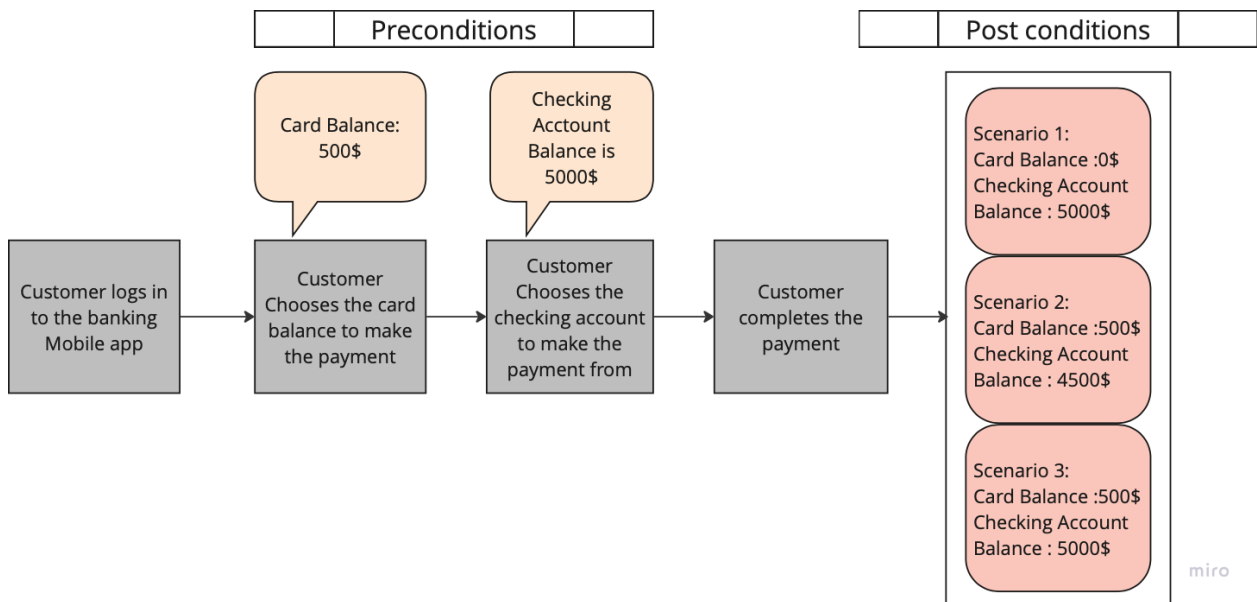 Preconditions
Post conditions
Card Balance:
500$
Checking
Acctount
Balance is
5000$
Customer logs in
to the banking
Mobile app
Customer
Chooses the card
balance to make
the payment
Customer
Chooses the
checking account
to make the
payment from
Customer
completes the
payment
Scenario 1:
Card Balance :0$
Checking Account
Balance : 5000$
Scenario 2:
Card Balance :500$
Checking Account
Balance : 4500$
Scenario 3:
Card Balance :500$
Checking Account
Balance : 5000$
miro